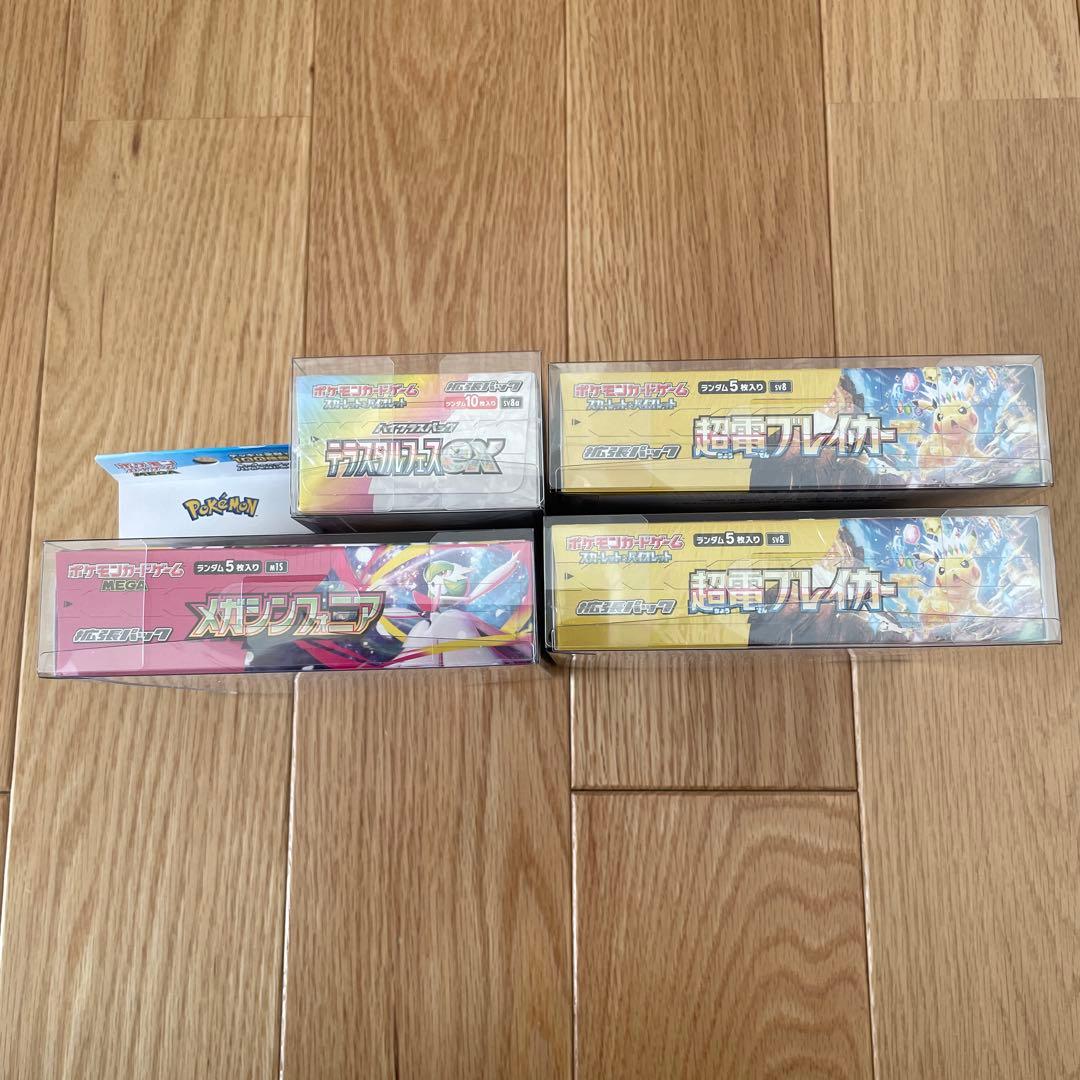 ポケモンカードゲーム
スカーレット&バイオレット
拡張パック
ランダム10枚入り
SV8a
ハイクラスパック
テラスタルフェスex
ポケモンカードゲーム
スカーレット&バイオレット
ランダム5枚入り
SV8
超電ブレイカー
拡張パック
POKÉMON
ポケモンカードゲーム
MEGA
ランダム5枚入り
M1S
メガシンフォニア
拡張パック
ポケモンカードゲーム
スカーレット&バイオレット
ランダム5枚入り
SV8
超電ブレイカー
拡張パック